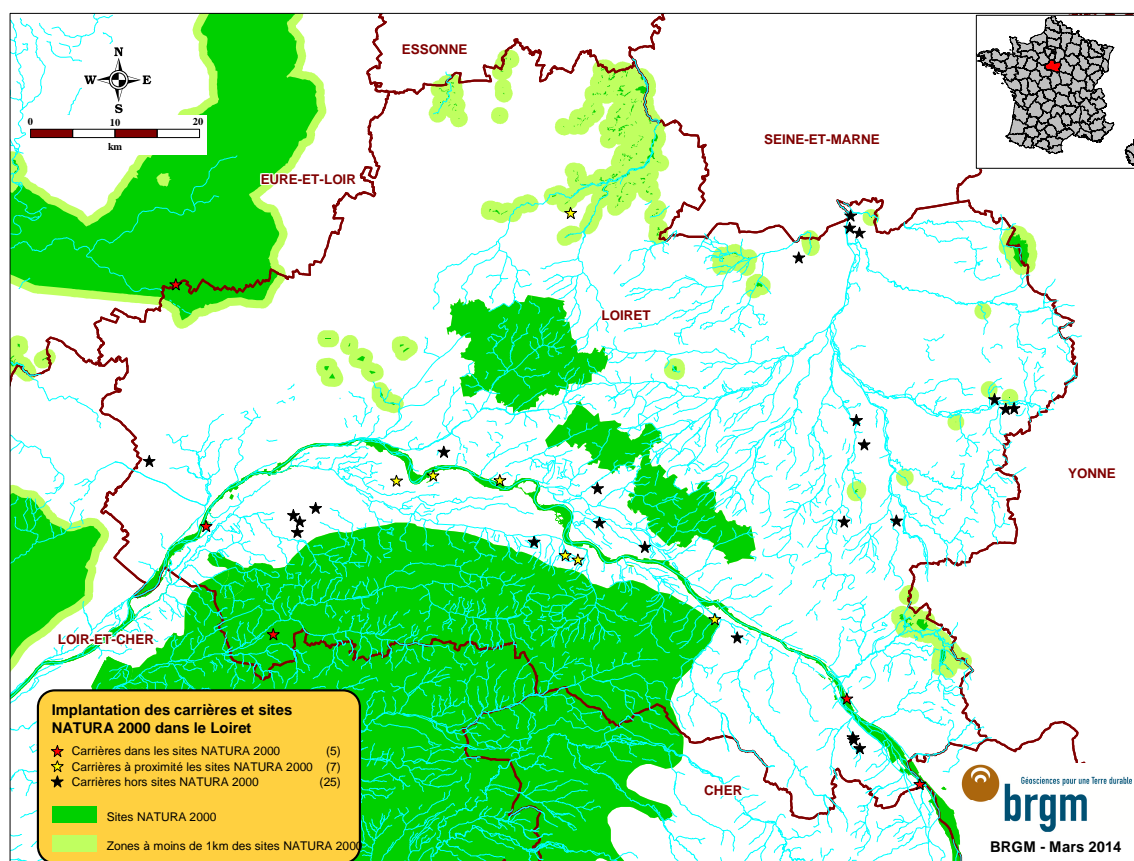 ESSONNE
N
W E
S
0 10 20
km
SEINE-ET-MARNE
EURE-ET-LOIR
LOIRET
YONNE
LOIR-ET-CHER
CHER
Implantation des carrières et sites
NATURA 2000 dans le Loiret
Carrières dans les sites NATURA 2000 (5)
Carrières à proximité les sites NATURA 2000 (7)
Carrières hors sites NATURA 2000 (25)
Sites NATURA 2000
Zones à moins de 1km des sites NATURA 2000
Géosciences pour une Terre durable
brgm
BRGM - Mars 2014